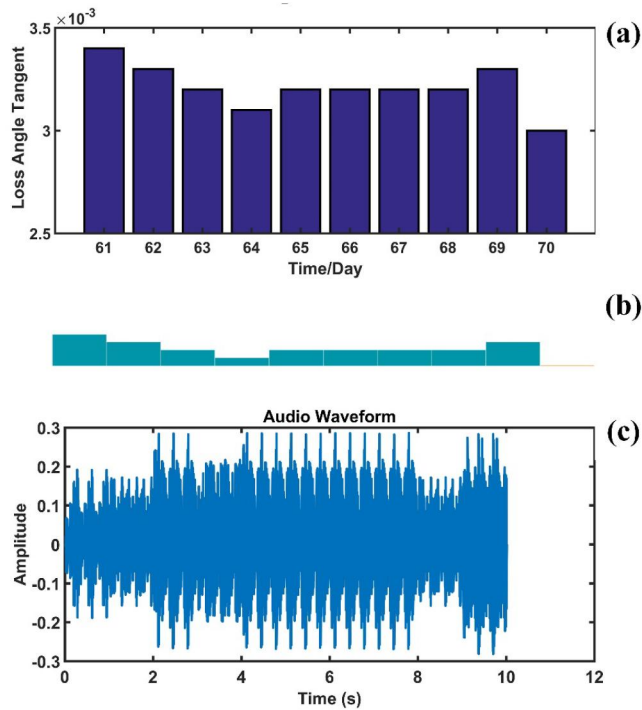 ×10⁻³
(a)
3.5
3
2.5
Loss Angle Tangent
61 62 63 64 65 66 67 68 69 70
Time/Day
(b)
Audio Waveform
(c)
0.3
0.2
0.1
0
-0.1
-0.2
-0.3
Amplitude
0 2 4 6 8 10 12
Time (s)